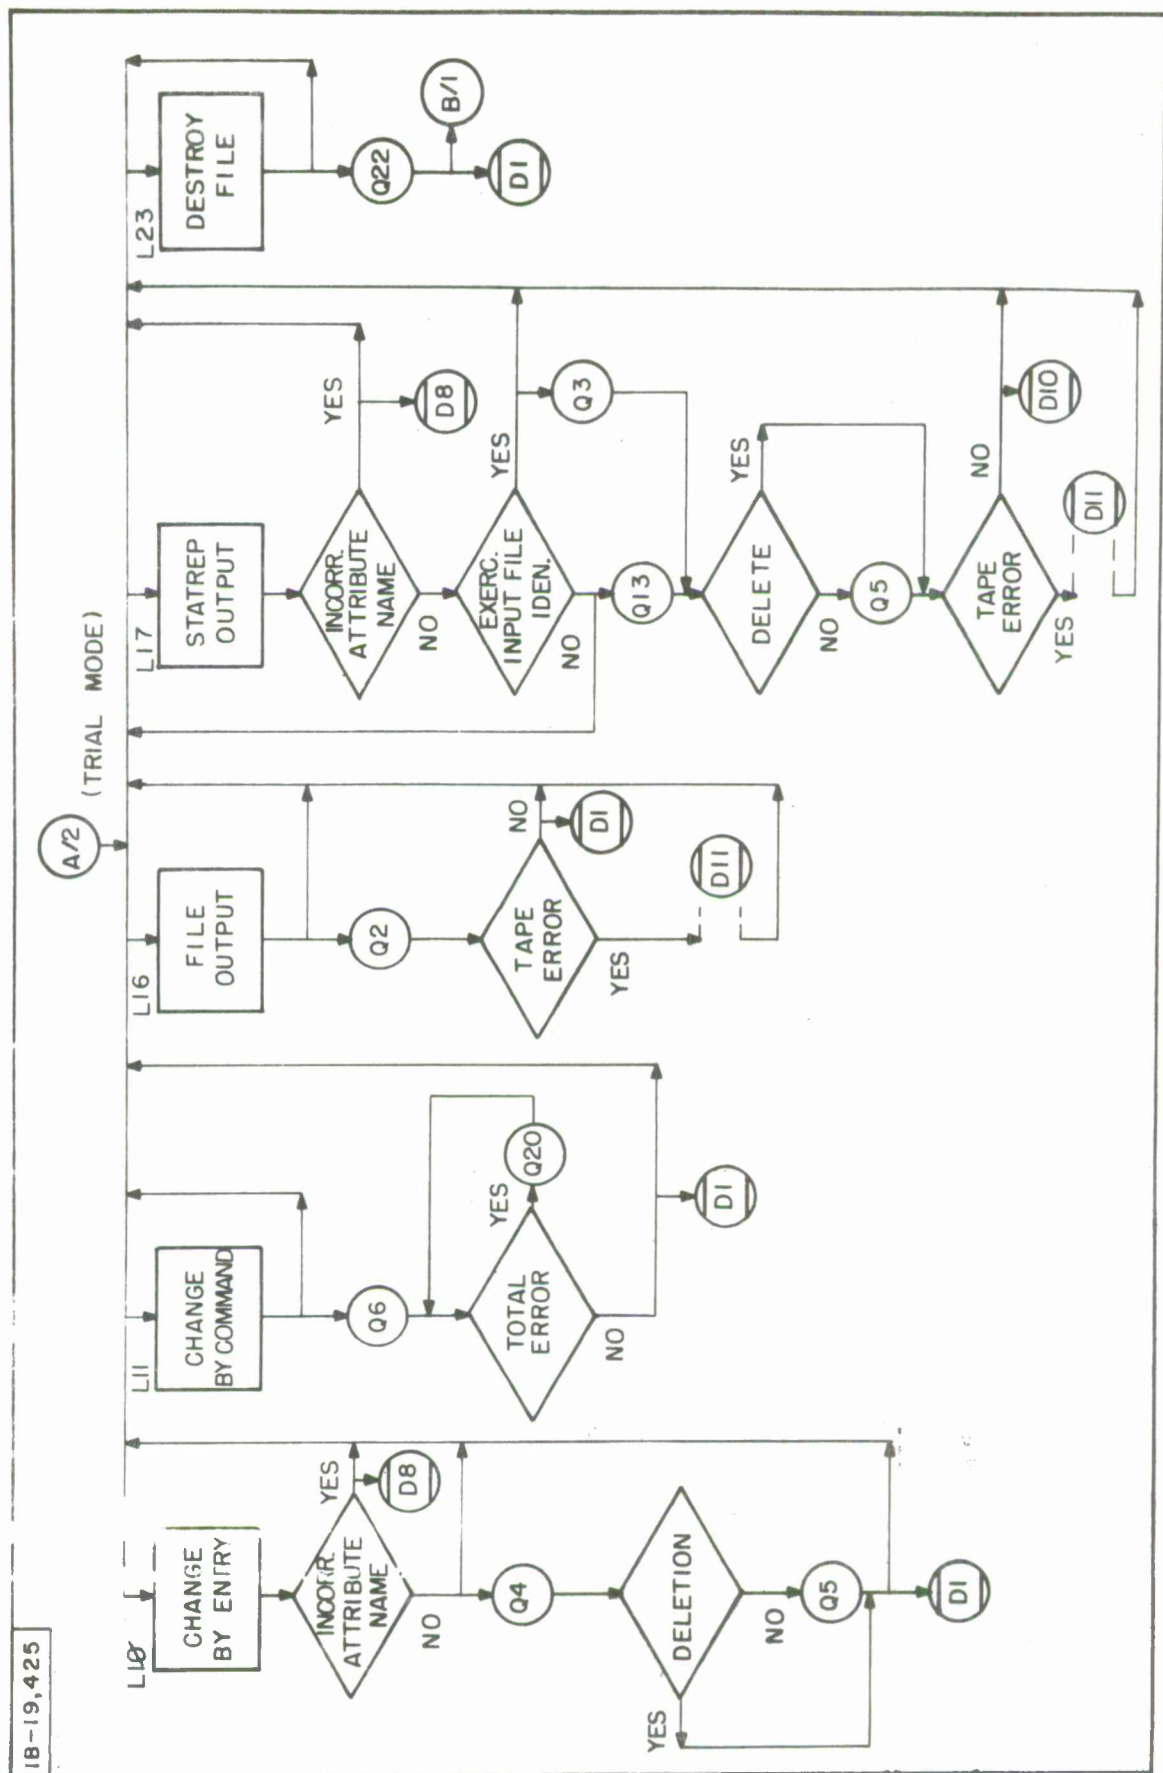 IB-19,425
A/2
(TRIAL MODE)
L10
CHANGE
BY ENTRY
INCORR.
ATTRIBUTE
NAME
YES
D8
NO
Q4
DELETION
YES
NO
Q5
D1
L11
CHANGE
BY COMMAND
Q6
TOTAL
ERROR
YES
Q20
NO
D1
L16
FILE
OUTPUT
Q2
TAPE
ERROR
NO
D1
YES
D11
L17
STATREP
OUTPUT
INCORR.
ATTRIBUTE
NAME
YES
D8
NO
EXERC.
INPUT FILE
IDEN.
YES
Q3
NO
Q13
DELETE
YES
NO
Q5
TAPE
ERROR
NO
D10
YES
D11
L23
DESTROY
FILE
Q22
B/1
D1